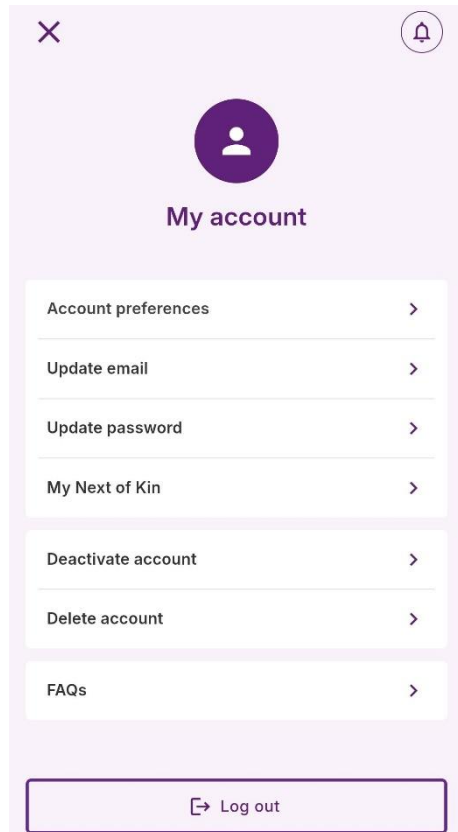 My account
Account preferences
Update email
Update password
My Next of Kin
Deactivate account
Delete account
FAQs
Log out